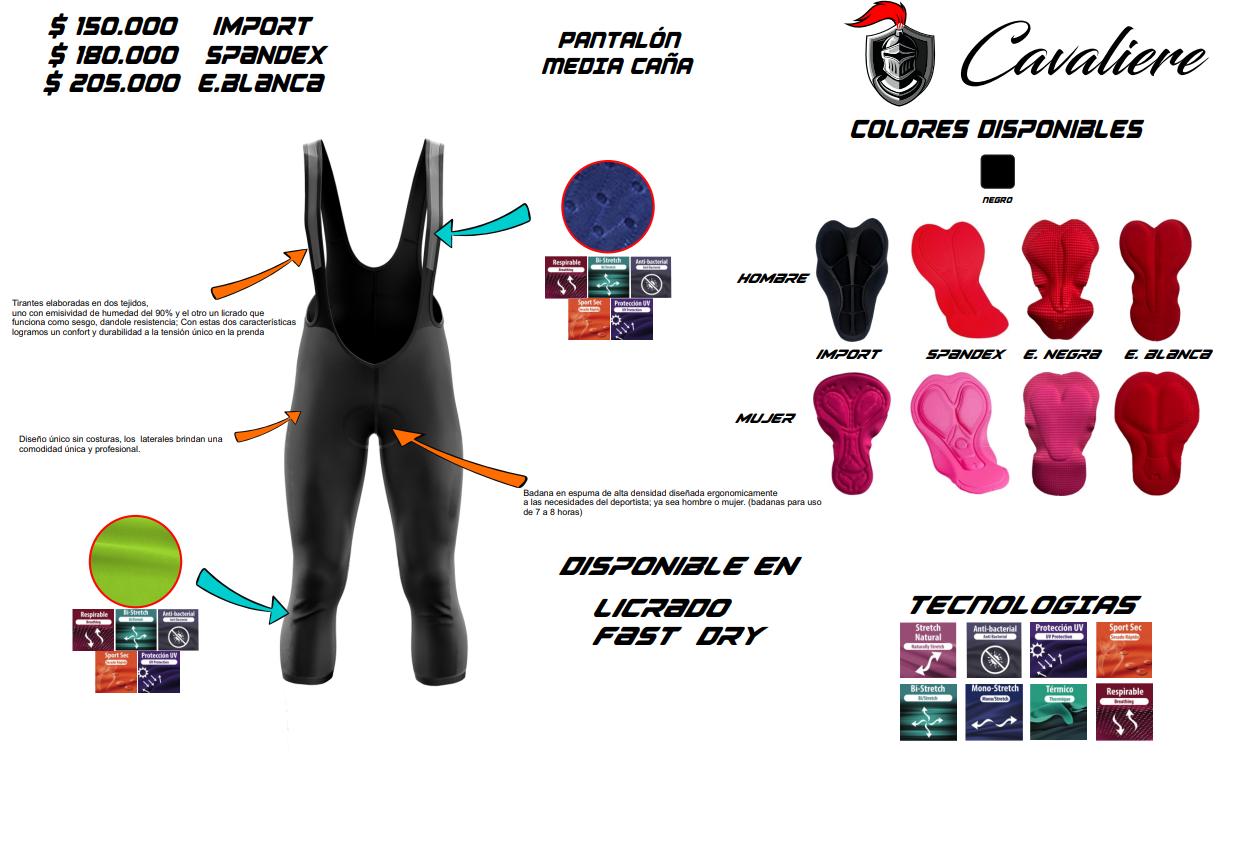 $ 150.000 IMPORT
$ 180.000 SPANDEX
$ 205.000 E.BLANCA
PANTALÓN
MEDIA CAÑA
Cavaliere
COLORES DISPONIBLES
NEGRO
Respirable
Breathing
Bi-Stretch
Bi Stretch
Anti-bacterial
Anti Bacterial
Sport Sec
Secado Rápido
Protección UV
UV Protection
HOMBRE
IMPORT SPANDEX E. NEGRA E. BLANCA
MUJER
Tirantes elaboradas en dos tejidos,
uno con emisividad de humedad del 90% y el otro un licrado que
funciona como sesgo, dandole resistencia; Con estas dos características
logramos un confort y durabilidad a la tensión único en la prenda
Diseño único sin costuras, los laterales brindan una
comodidad única y profesional.
Badana en espuma de alta densidad diseñada ergonomicamente
a las necesidades del deportista; ya sea hombre o mujer. (badanas para uso
de 7 a 8 horas)
Respirable
Breathing
Bi-Stretch
Bi Stretch
Anti-bacterial
Anti Bacterial
Sport Sec
Secado Rápido
Protección UV
UV Protection
DISPONIBLE EN
LICRADO
FAST DRY
TECNOLOGIAS
Stretch
Natural
Naturally Stretch
Anti-bacterial
Anti Bacterial
Protección UV
UV Protection
Sport Sec
Secado Rápido
Bi-Stretch
Bi/Stretch
Mono-Stretch
Mono/Stretch
Térmico
Thermique
Respirable
Breathing